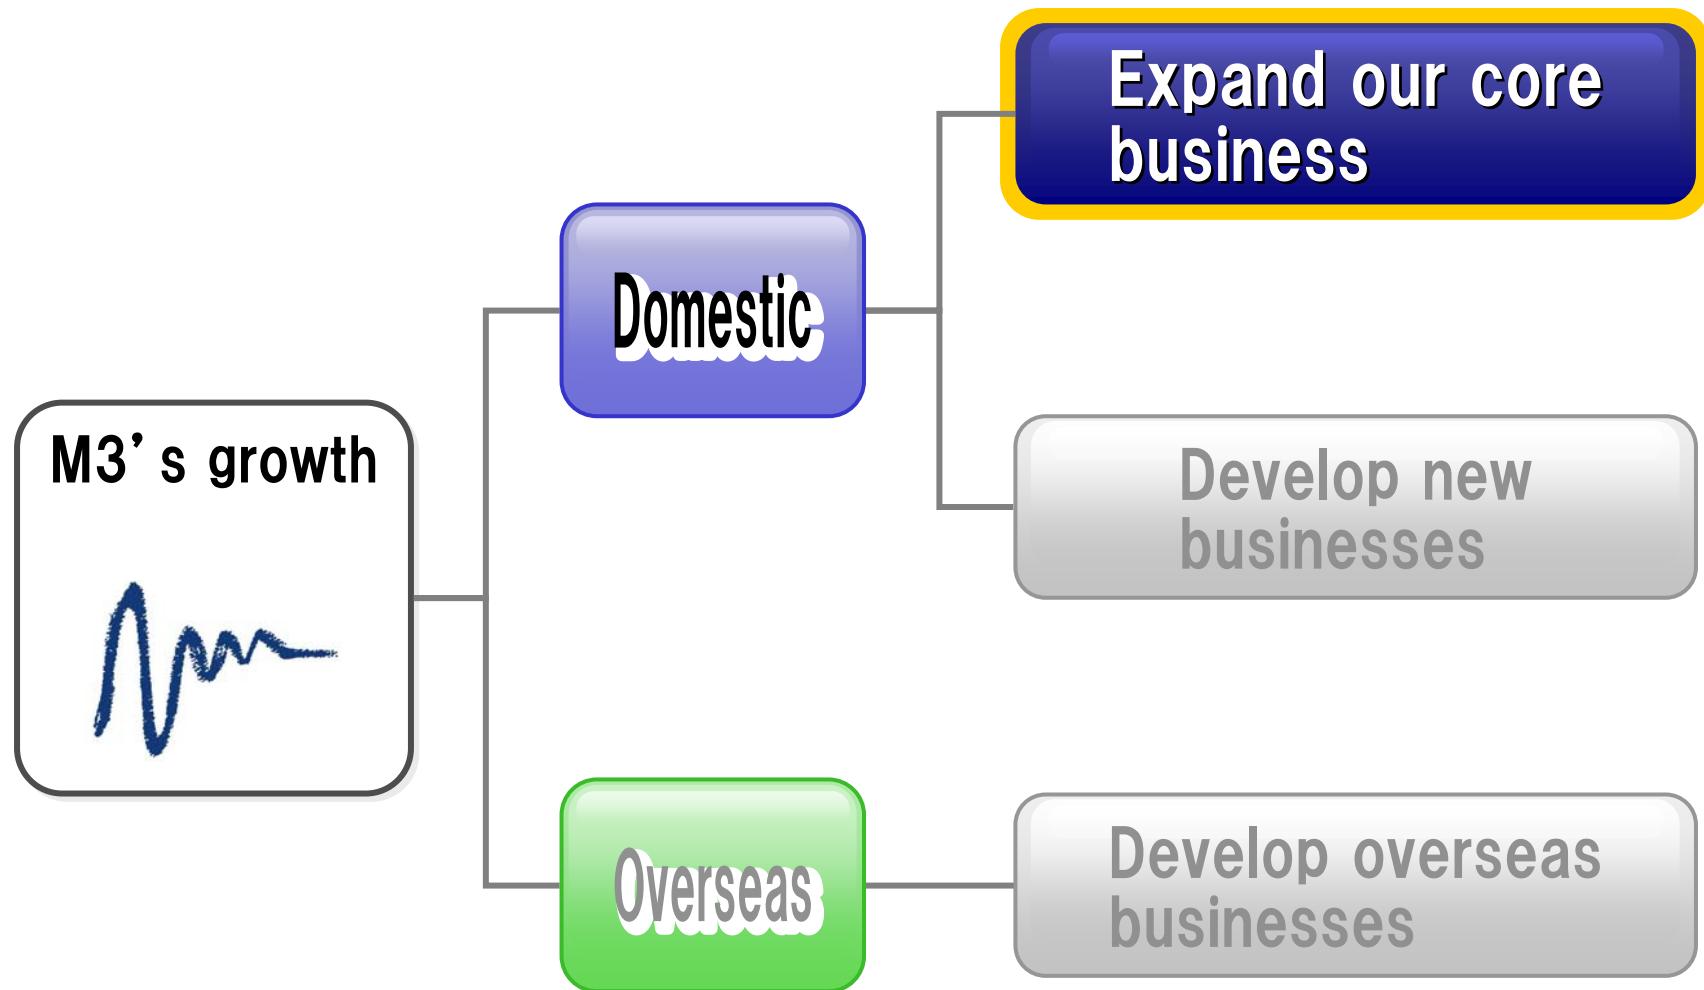 M3's growth
Domestic
Expand our core
business
Develop new
businesses
Overseas
Develop overseas
businesses